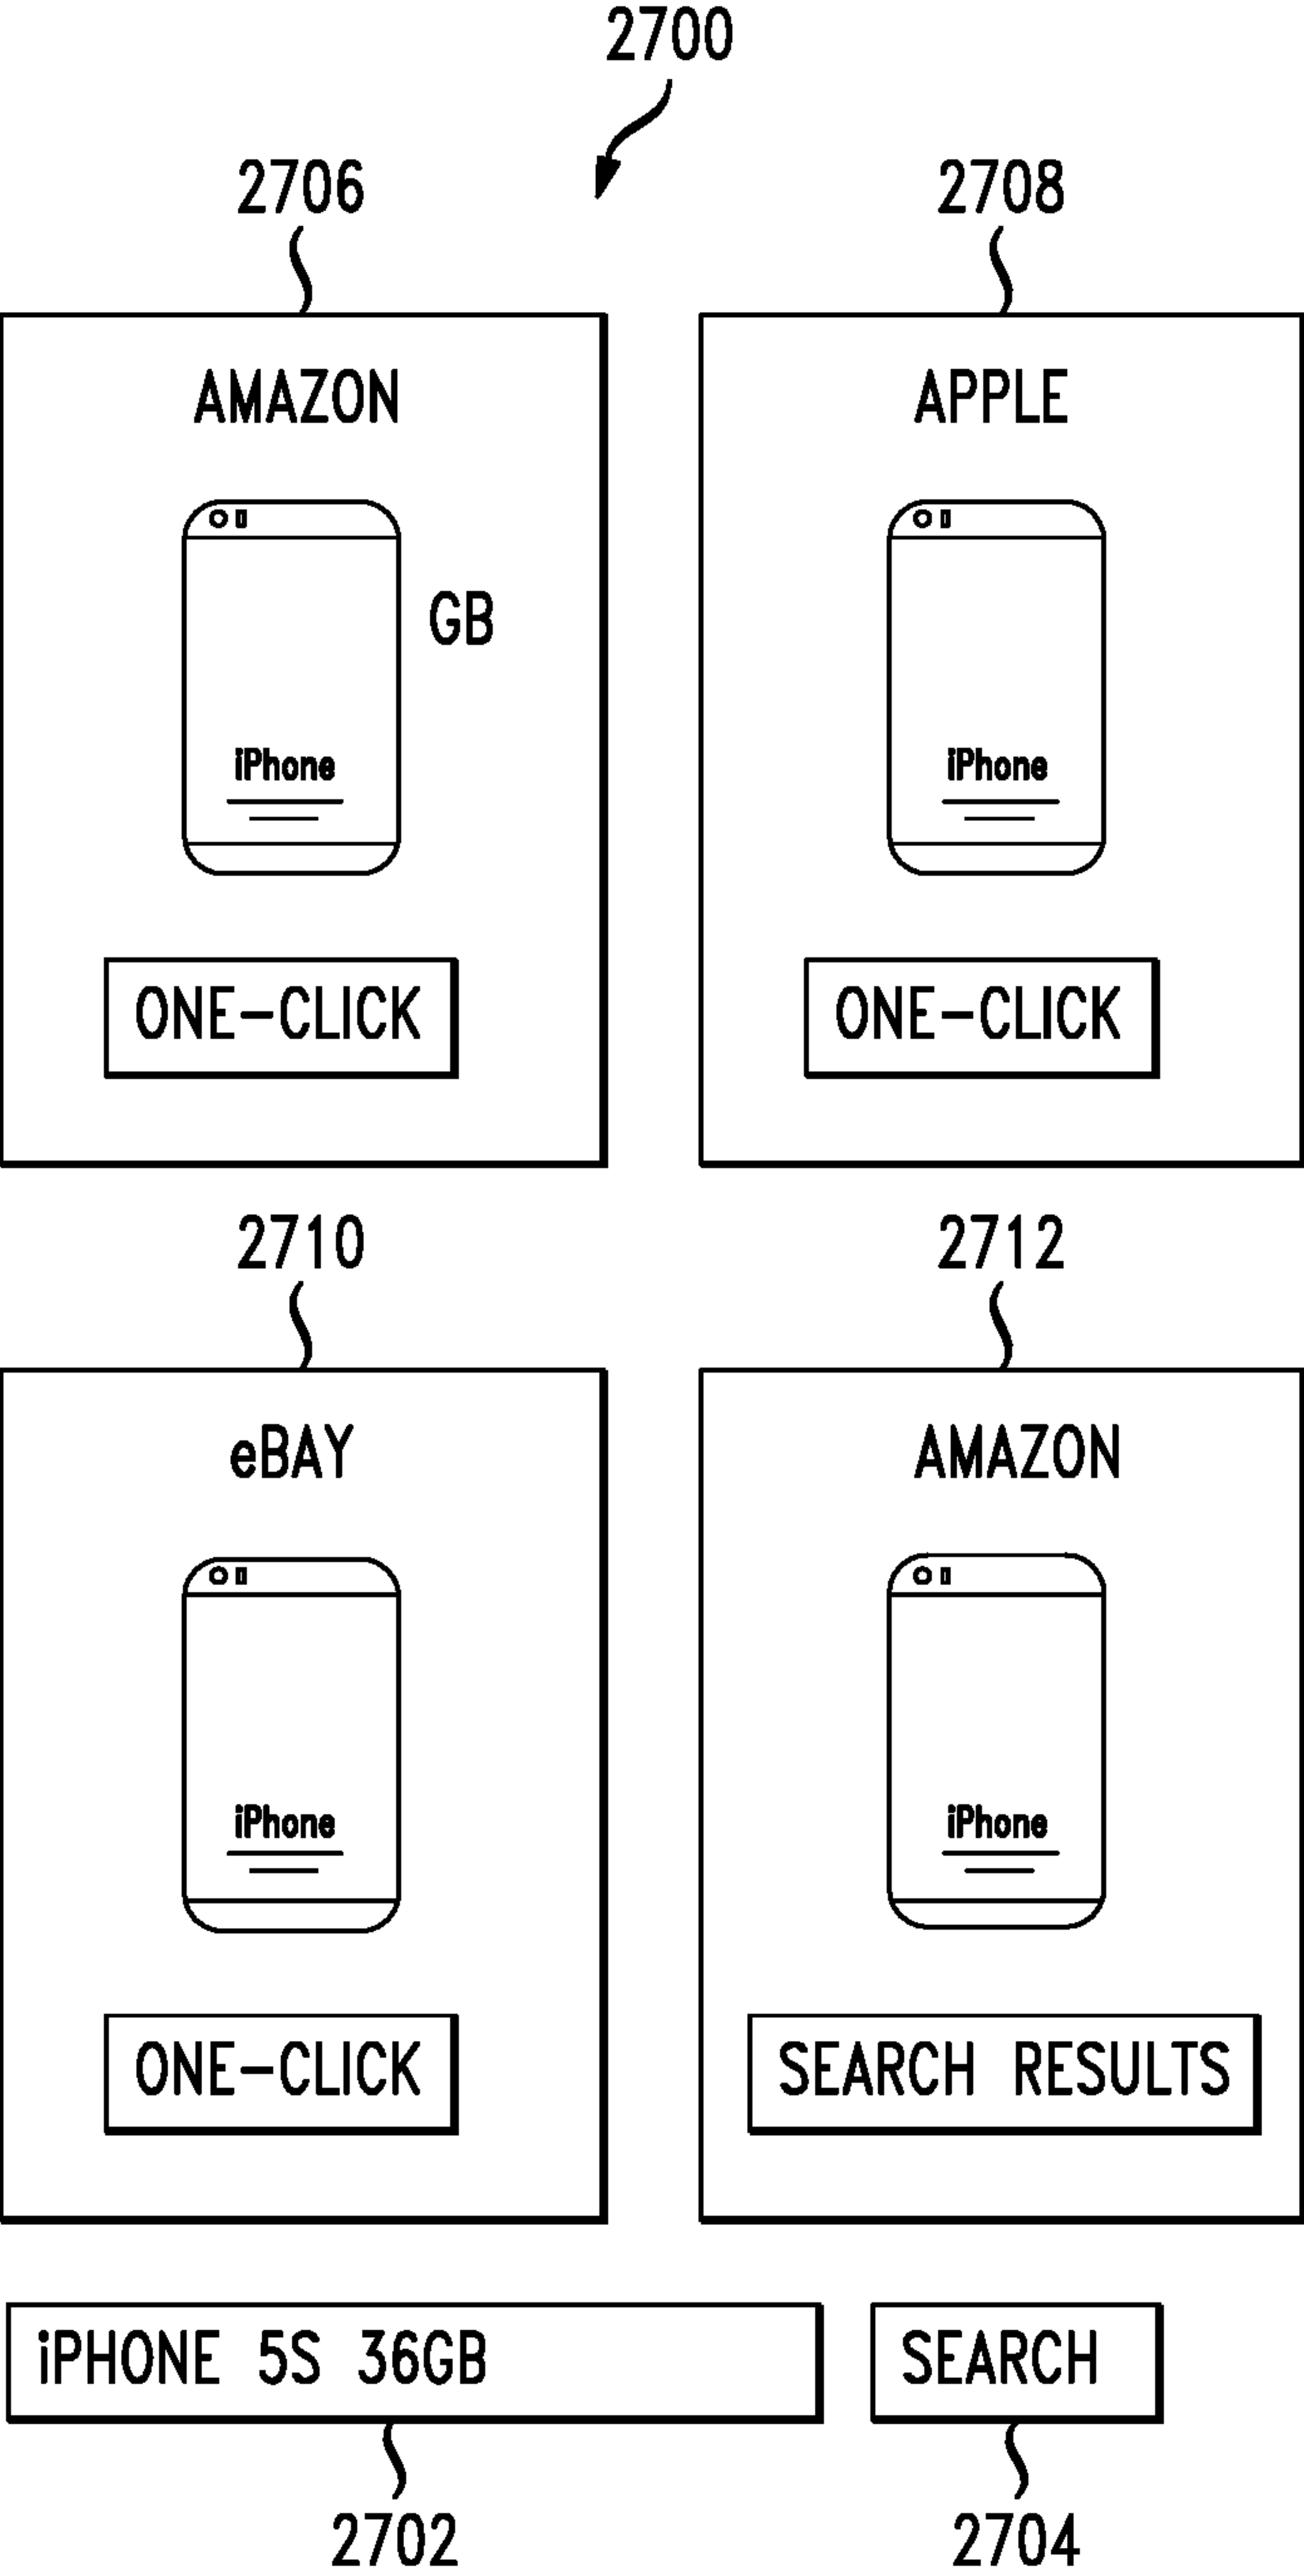 2700
2706
2708
AMAZON
APPLE
GB
iPhone
iPhone
ONE-CLICK
ONE-CLICK
2710
2712
eBAY
AMAZON
iPhone
iPhone
ONE-CLICK
SEARCH RESULTS
iPHONE 5S 36GB
SEARCH
2702
2704